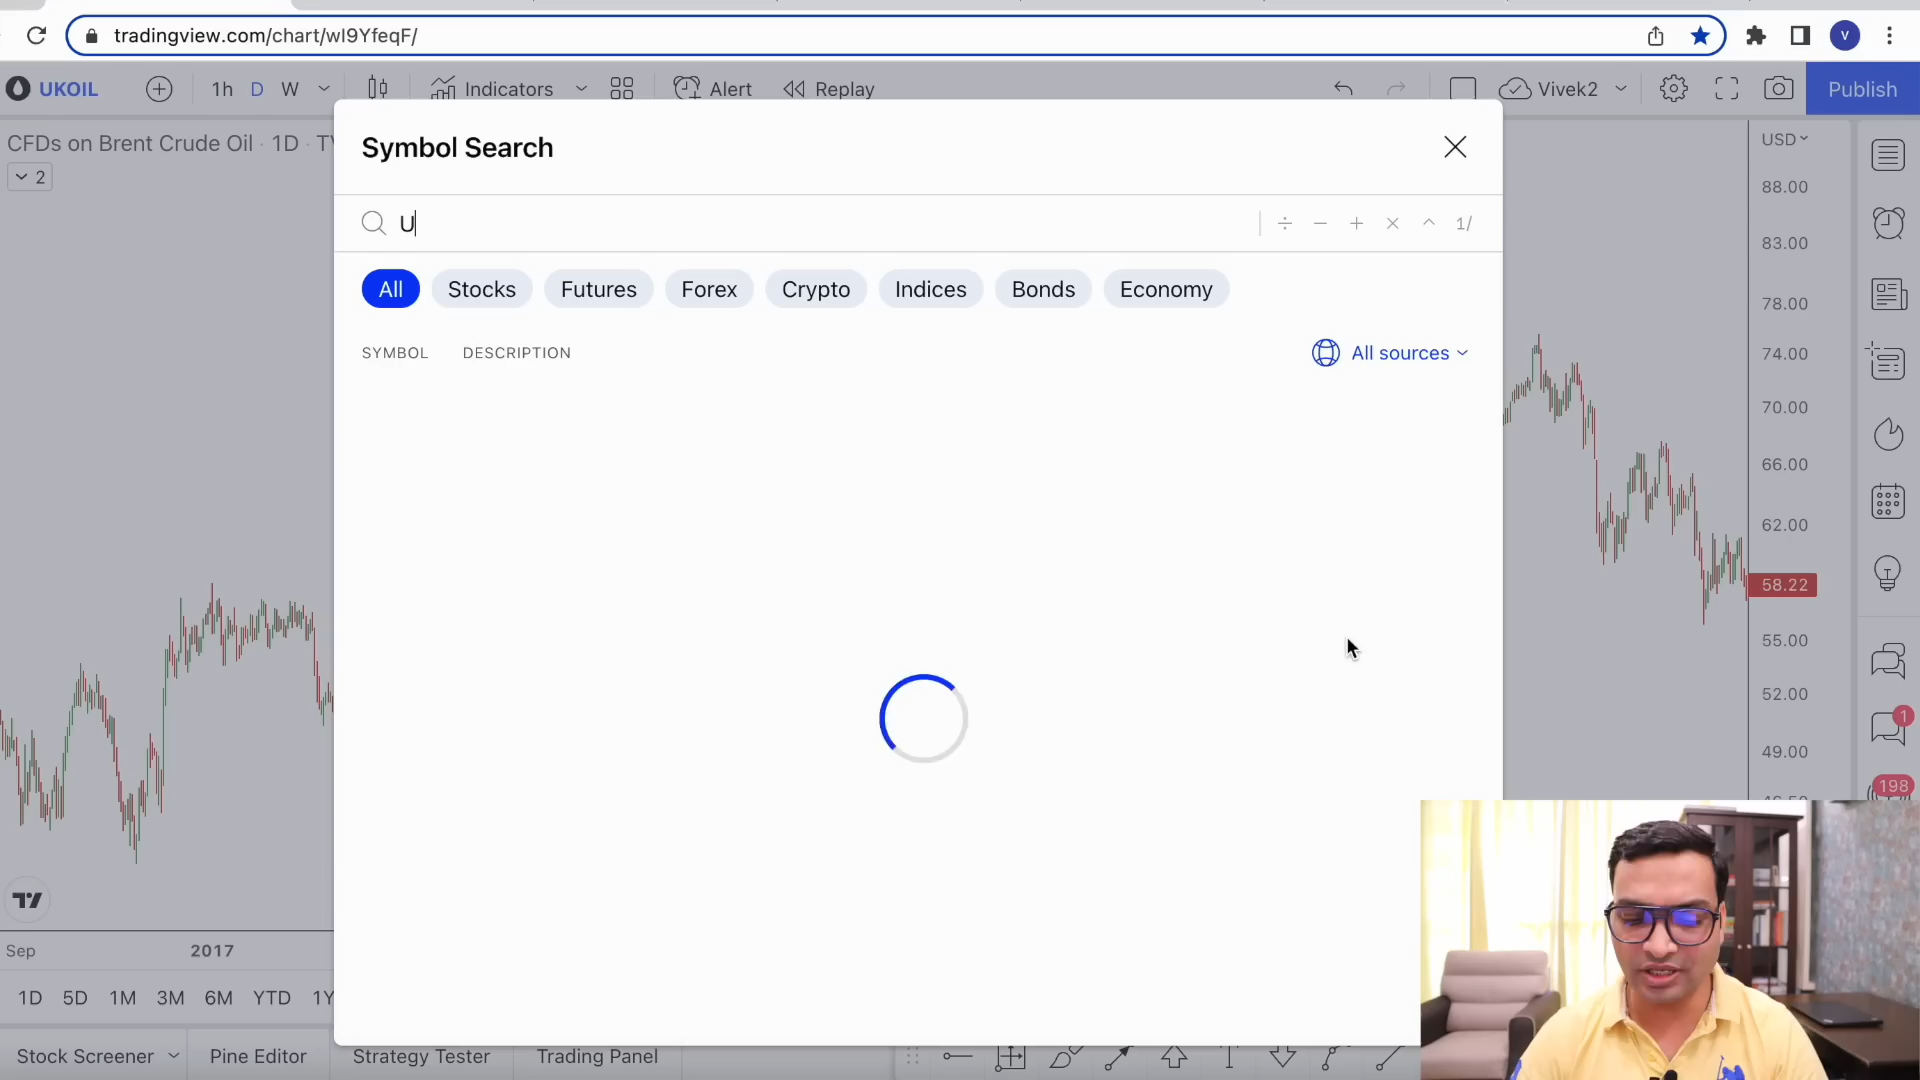 tradingview.com/chart/wI9YfeqF/
V
UKOIL
1h D W
Indicators
Alert
Replay
Vivek2
Publish
CFDs on Brent Crude Oil · 1D ·
2
Symbol Search
U
1/
All
Stocks
Futures
Forex
Crypto
Indices
Bonds
Economy
SYMBOL
DESCRIPTION
All sources
USD
88.00
83.00
78.00
74.00
70.00
66.00
62.00
58.22
55.00
52.00
49.00
1
198
Sep
2017
1D 5D 1M 3M 6M YTD 1Y
Stock Screener
Pine Editor
Strategy Tester
Trading Panel